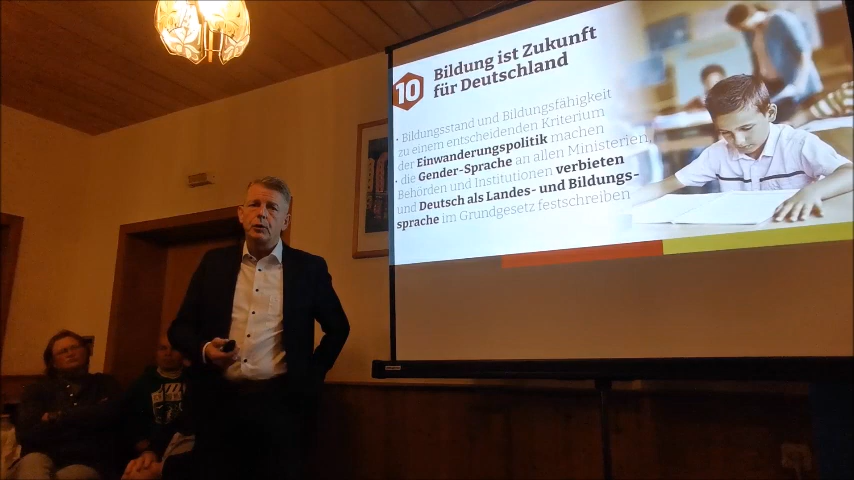 10
Bildung ist Zukunft
für Deutschland
• Bildungsstand und Bildungsfähigkeit
zu einem entscheidenden Kriterium
der Einwanderungspolitik machen
• die Gender-Sprache an allen Ministerien,
Behörden und Institutionen verbieten
und Deutsch als Landes- und Bildungs-
sprache im Grundgesetz festschreiben